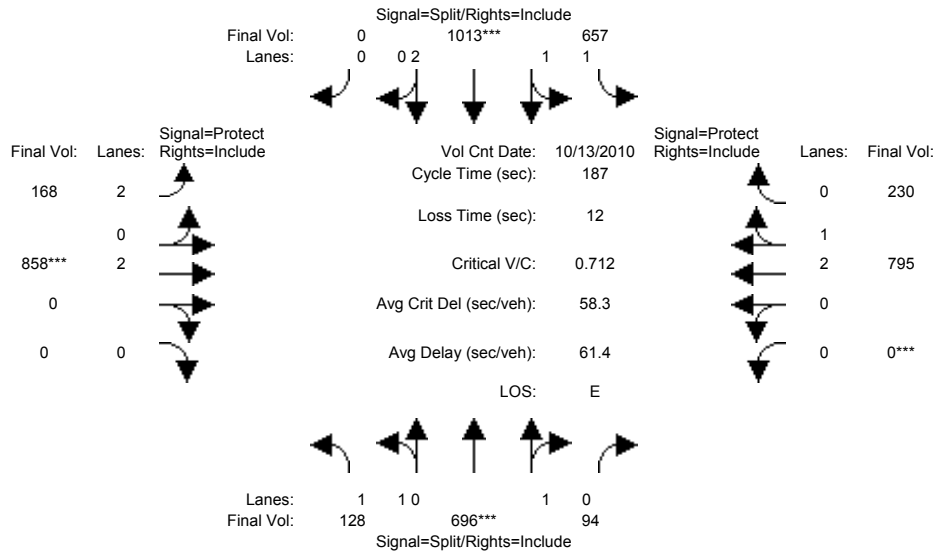 Signal=Split/Rights=Include
Final Vol: 0 1013*** 657
Lanes: 0 0 2 1 1
Signal=Protect
Final Vol: Lanes: Rights=Include
Vol Cnt Date: 10/13/2010
Signal=Protect
Rights=Include Lanes: Final Vol:
Cycle Time (sec): 187
168 2 0 230
Loss Time (sec): 12
0 1
858*** 2 Critical V/C: 0.712 2 795
0 Avg Crit Del (sec/veh): 58.3 0
0 0 Avg Delay (sec/veh): 61.4 0 0***
LOS: E
Lanes: 1 1 0 1 0
Final Vol: 128 696*** 94
Signal=Split/Rights=Include